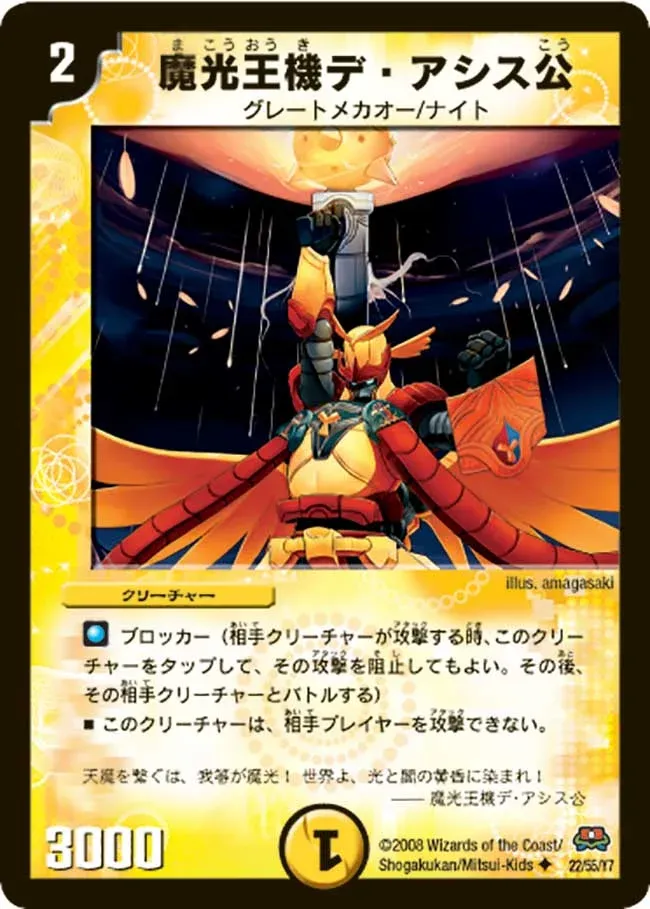 2
まこうおうき こう
魔光王機デ・アシス公
グレートメカオー/ナイト
illus. amagasaki
クリーチャー
ブロッカー（相手クリーチャーが攻撃する時、このクリー
チャーをタップして、その攻撃を阻止してもよい。その後、
その相手クリーチャーとバトルする）
■ このクリーチャーは、相手プレイヤーを攻撃できない。
天魔を繋ぐは、我等が魔光！ 世界よ、光と闇の黄昏に染まれ！
—— 魔光王機デ・アシス公
3000
1
©2008 Wizards of the Coast/
Shogakukan/Mitsui-Kids ◆ 22/55/Y7